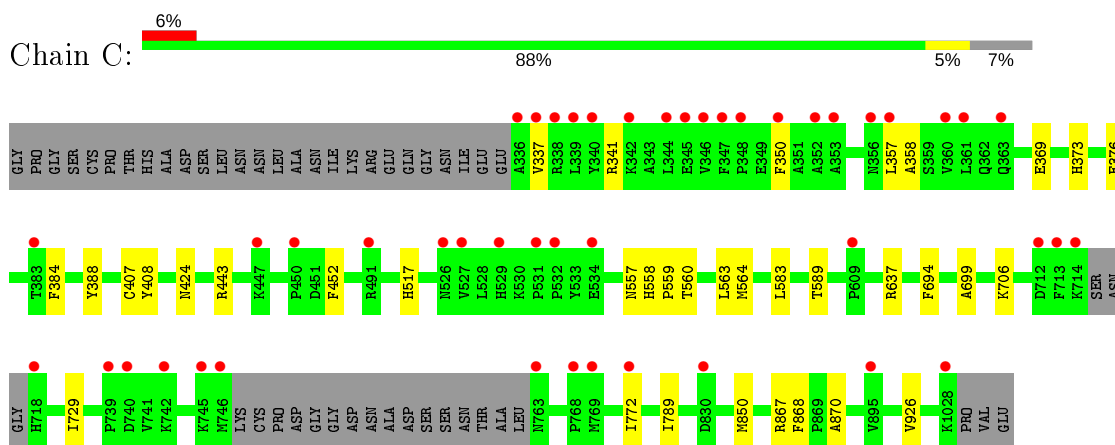 Chain C:
6%
88%
5%
7%
GLY PRO GLY SER CYS PRO THR HIS ALA ASP SER LEU ASN ASN LEU ALA ASN ILE LYS ARG GLU GLN GLY ASN ILE GLU GLU A336 V337 R338 L339 Y340 R341 K342 A343 L344 E345 V346 F347 P348 E349 F350 A351 A352 A353 N356 L357 A358 S359 V360 L361 Q362 Q363 E369 H373 E376
T383 F384 Y388 C407 Y408 N424 R443 K447 P450 D451 F452 R491 H517 N526 V527 L528 H529 K530 P531 P532 Y533 E534 N557 H558 P559 T560 L563 M564 L583 T589 P609 R637 F694 A699 K706 D712 F713 K714 SER ASN
GLY H718 I729 P739 D740 V741 K742 K745 M746 LYS CYS PRO ASP GLY GLY ASP ASN ALA ASP SER SER ASN THR ALA LEU N763 P768 M769 I772 I789 D830 M850 R867 F868 P869 A870 V895 V926 K1028 PRO VAL GLU